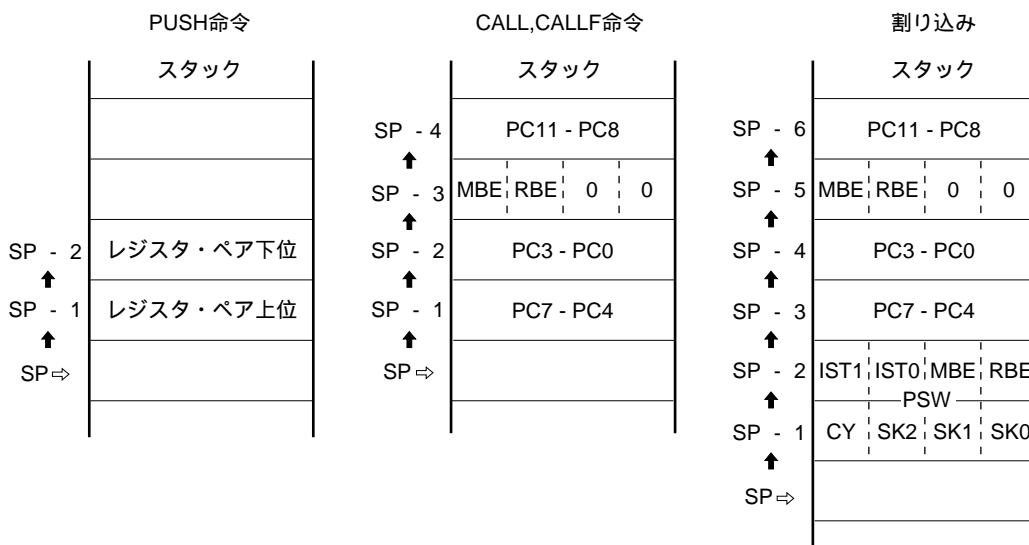 PUSH命令
スタック
SP - 2 レジスタ・ペア下位
SP - 1 レジスタ・ペア上位
SP⇨
CALL,CALLF命令
スタック
SP - 4 PC11 - PC8
SP - 3 MBE RBE 0 0
SP - 2 PC3 - PC0
SP - 1 PC7 - PC4
SP⇨
割り込み
スタック
SP - 6 PC11 - PC8
SP - 5 MBE RBE 0 0
SP - 4 PC3 - PC0
SP - 3 PC7 - PC4
SP - 2 IST1 IST0 MBE RBE
PSW
SP - 1 CY SK2 SK1 SK0
SP⇨